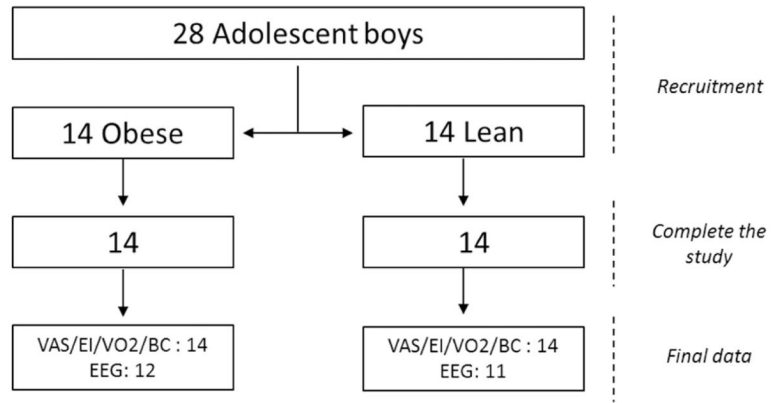 28 Adolescent boys
Recruitment
14 Obese
14 Lean
14
14
Complete the
study
VAS/EI/VO2/BC : 14
EEG: 12
VAS/EI/VO2/BC : 14
EEG: 11
Final data